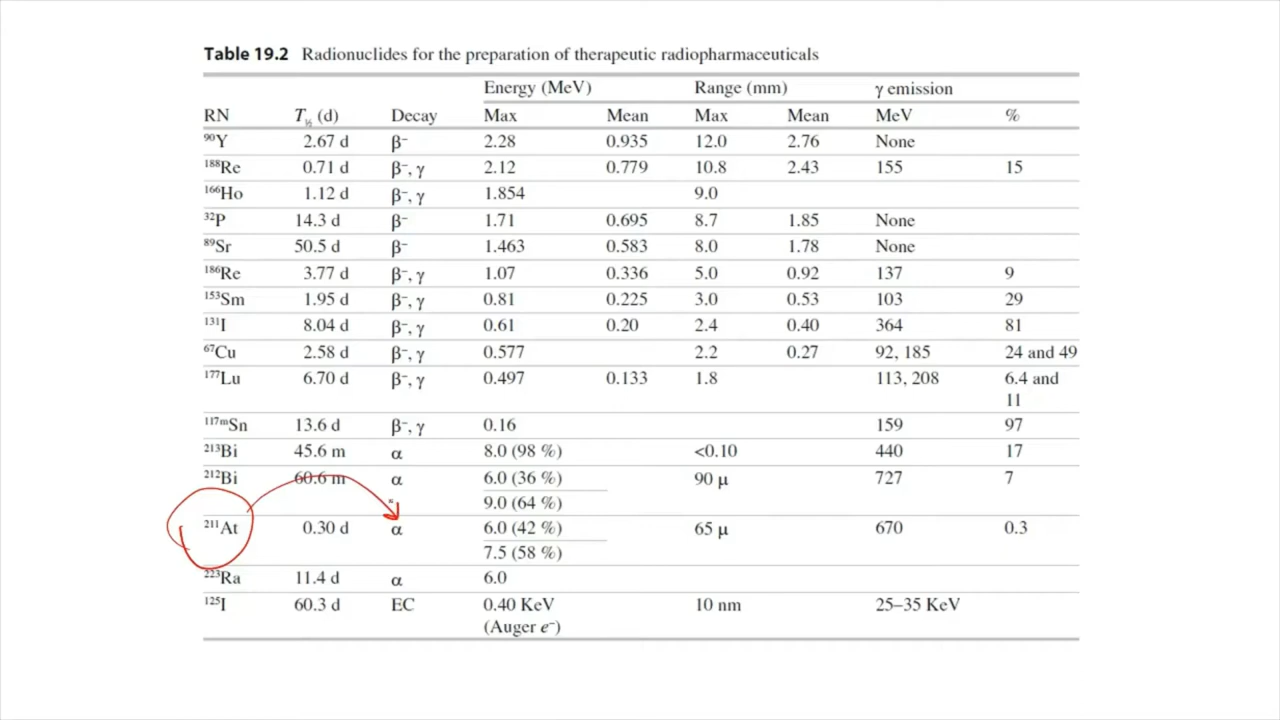 Table 19.2 Radionuclides for the preparation of therapeutic radiopharmaceuticals
Energy (MeV) Range (mm) γ emission
RN T½ (d) Decay Max Mean Max Mean MeV %
⁹⁰Y 2.67 d β⁻ 2.28 0.935 12.0 2.76 None
¹⁸⁸Re 0.71 d β⁻, γ 2.12 0.779 10.8 2.43 155 15
¹⁶⁶Ho 1.12 d β⁻, γ 1.854 9.0
³²P 14.3 d β⁻ 1.71 0.695 8.7 1.85 None
⁸⁹Sr 50.5 d β⁻ 1.463 0.583 8.0 1.78 None
¹⁸⁶Re 3.77 d β⁻, γ 1.07 0.336 5.0 0.92 137 9
¹⁵³Sm 1.95 d β⁻, γ 0.81 0.225 3.0 0.53 103 29
¹³¹I 8.04 d β⁻, γ 0.61 0.20 2.4 0.40 364 81
⁶⁷Cu 2.58 d β⁻, γ 0.577 2.2 0.27 92, 185 24 and 49
¹⁷⁷Lu 6.70 d β⁻, γ 0.497 0.133 1.8 113, 208 6.4 and
11
¹¹⁷ᵐSn 13.6 d β⁻, γ 0.16 159 97
²¹³Bi 45.6 m α 8.0 (98 %) <0.10 440 17
²¹²Bi 60.6 m α 6.0 (36 %) 90 μ 727 7
9.0 (64 %)
²¹¹At 0.30 d α 6.0 (42 %) 65 μ 670 0.3
7.5 (58 %)
²²³Ra 11.4 d α 6.0
¹²⁵I 60.3 d EC 0.40 KeV 10 nm 25–35 KeV
(Auger e⁻)